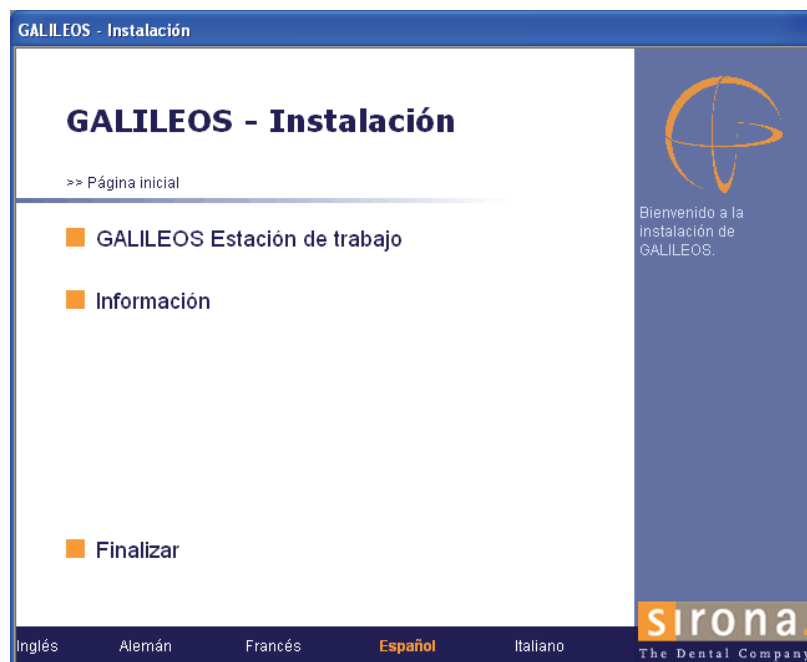 GALILEOS - Instalación
GALILEOS - Instalación
>> Página inicial
Bienvenido a la
instalación de
GALILEOS.
GALILEOS Estación de trabajo
Información
Finalizar
Inglés Alemán Francés Español Italiano
sirona.
The Dental Company